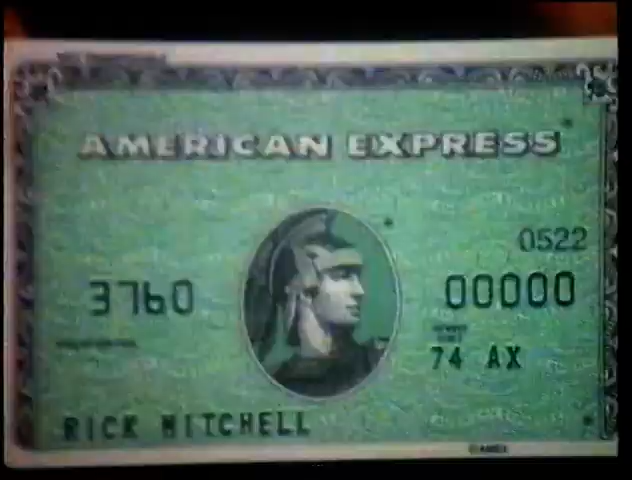 AMERICAN EXPRESS
0522
3760 00000
74 AX
RICK MITCHELL